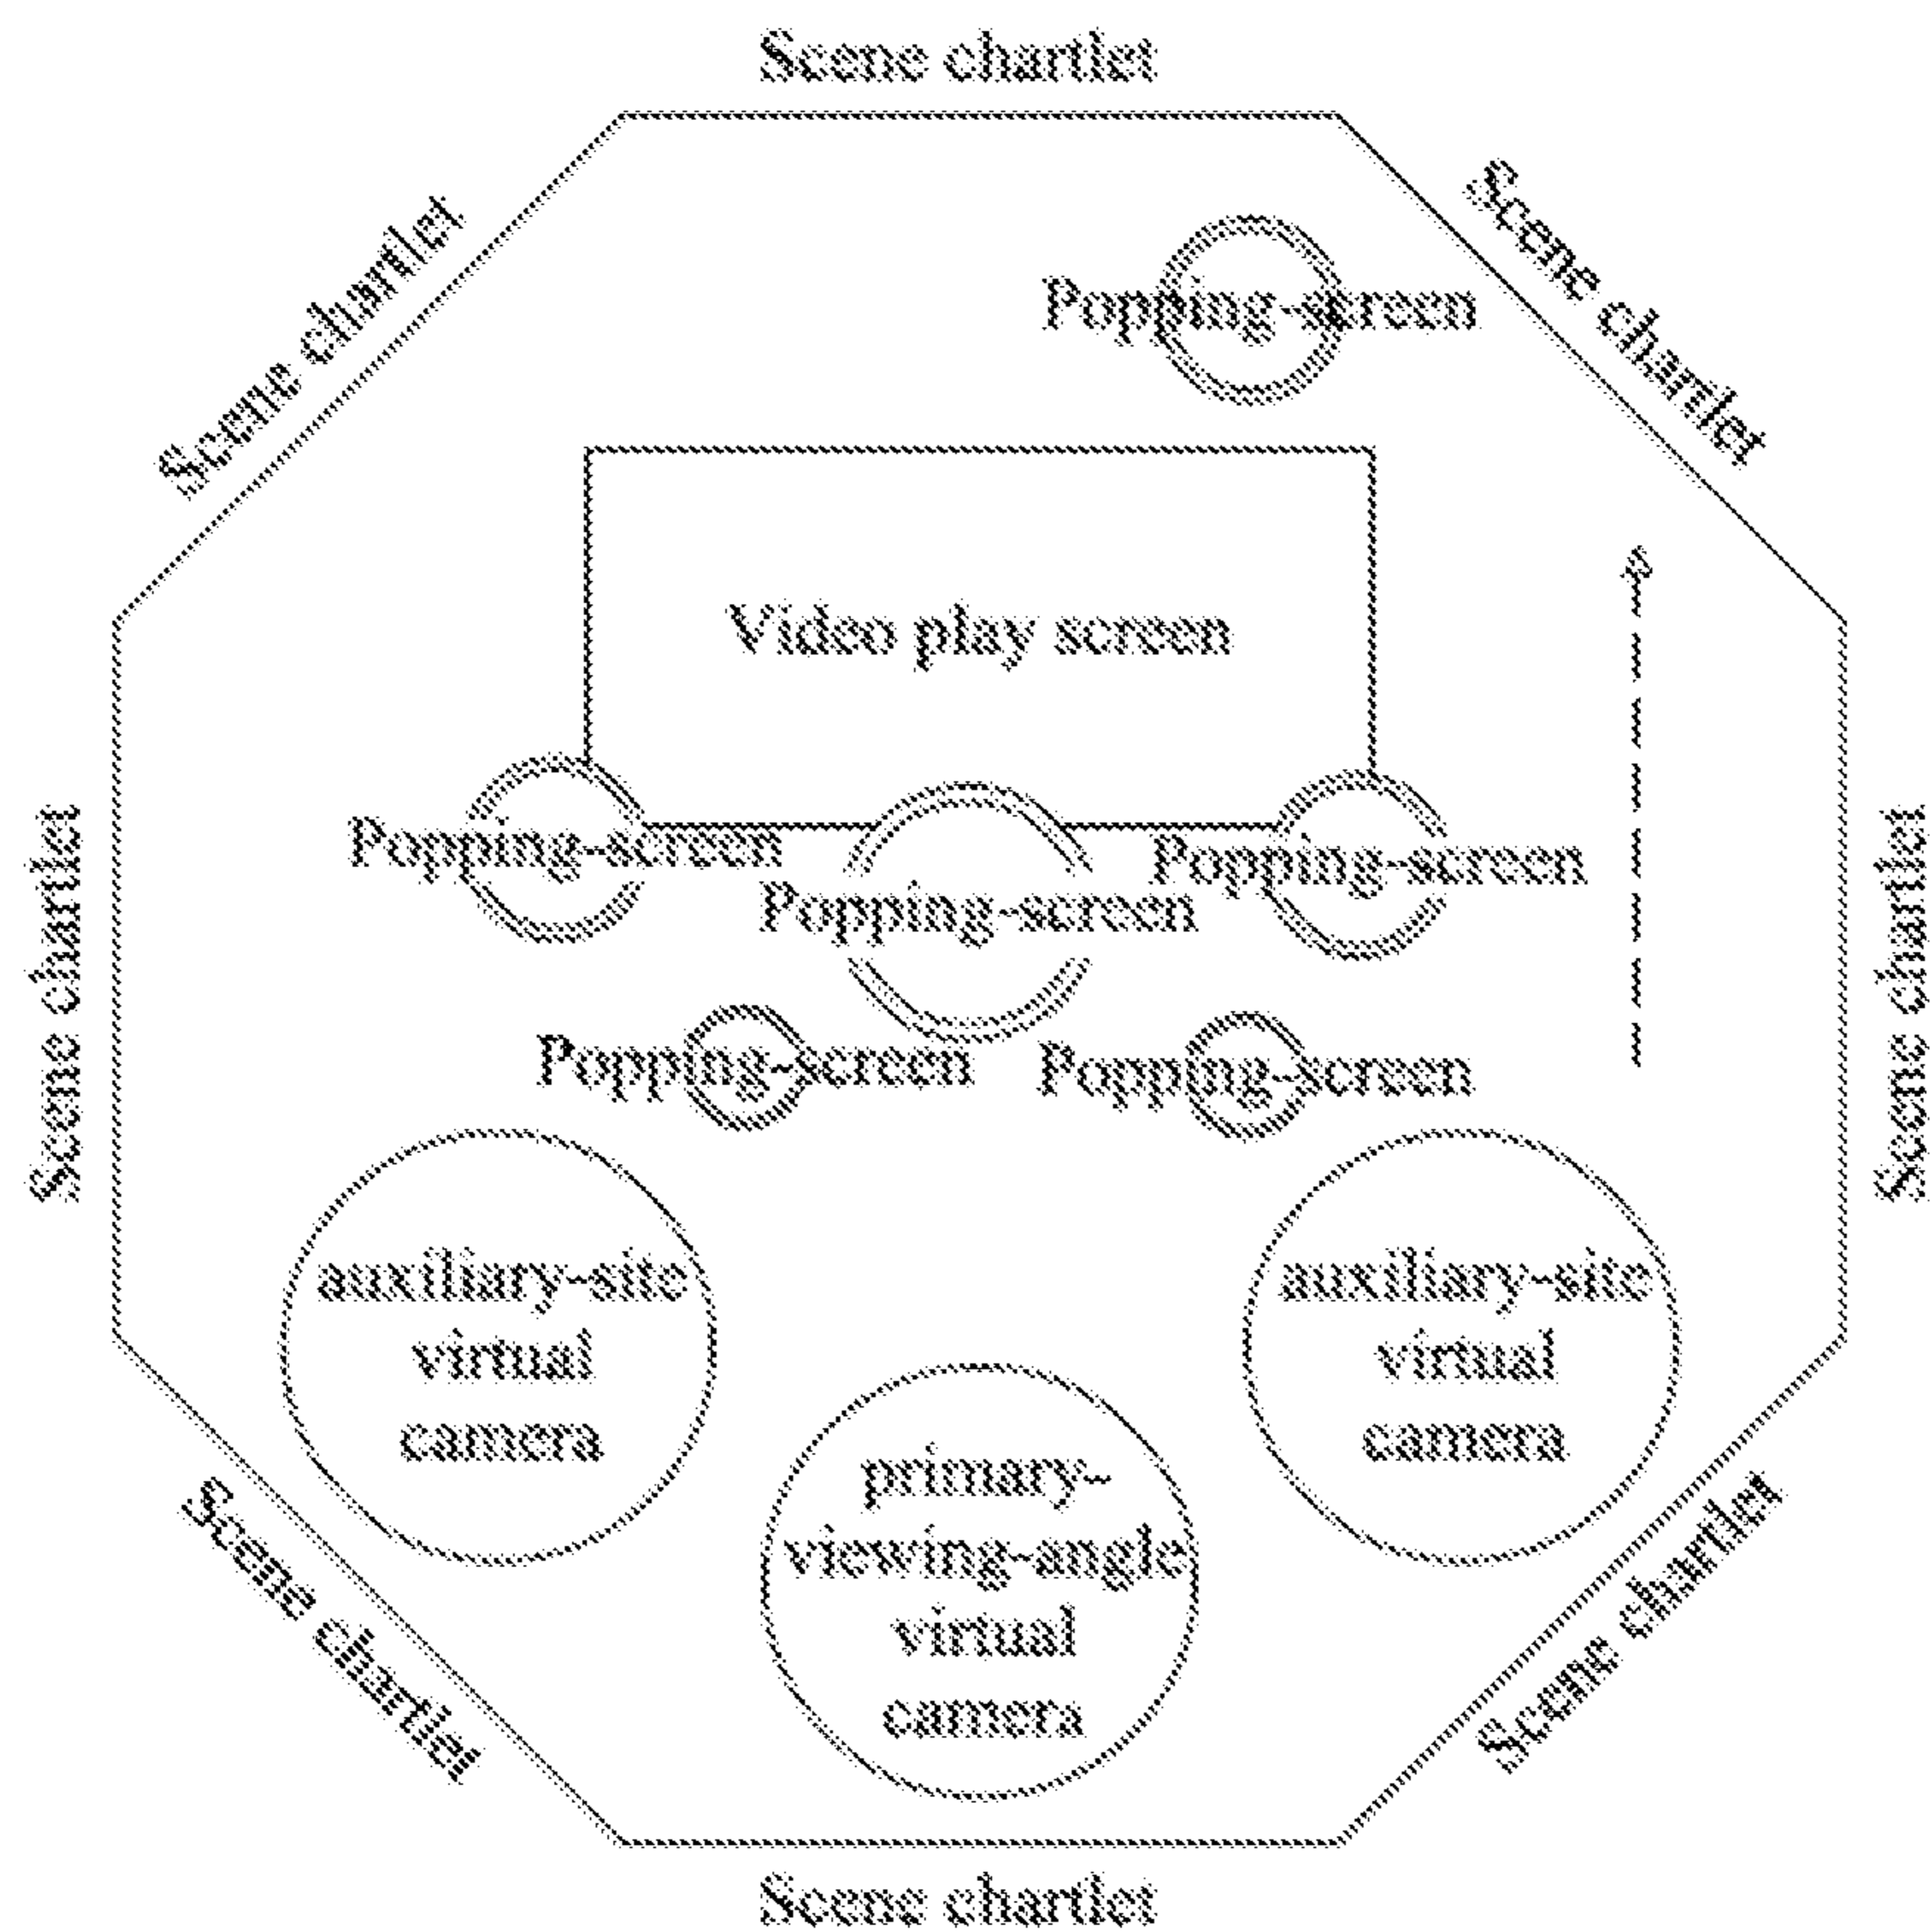 Scene chartlet
Scene chartlet
Scene chartlet
Popping-screen
Video play screen
Popping-screen
Popping-screen
Popping-screen
Scene chartlet
Scene chartlet
Popping-screen
Popping-screen
auxiliary-site
virtual
camera
auxiliary-site
virtual
camera
primary-
viewing-angle
virtual
camera
Scene chartlet
Scene chartlet
Scene chartlet